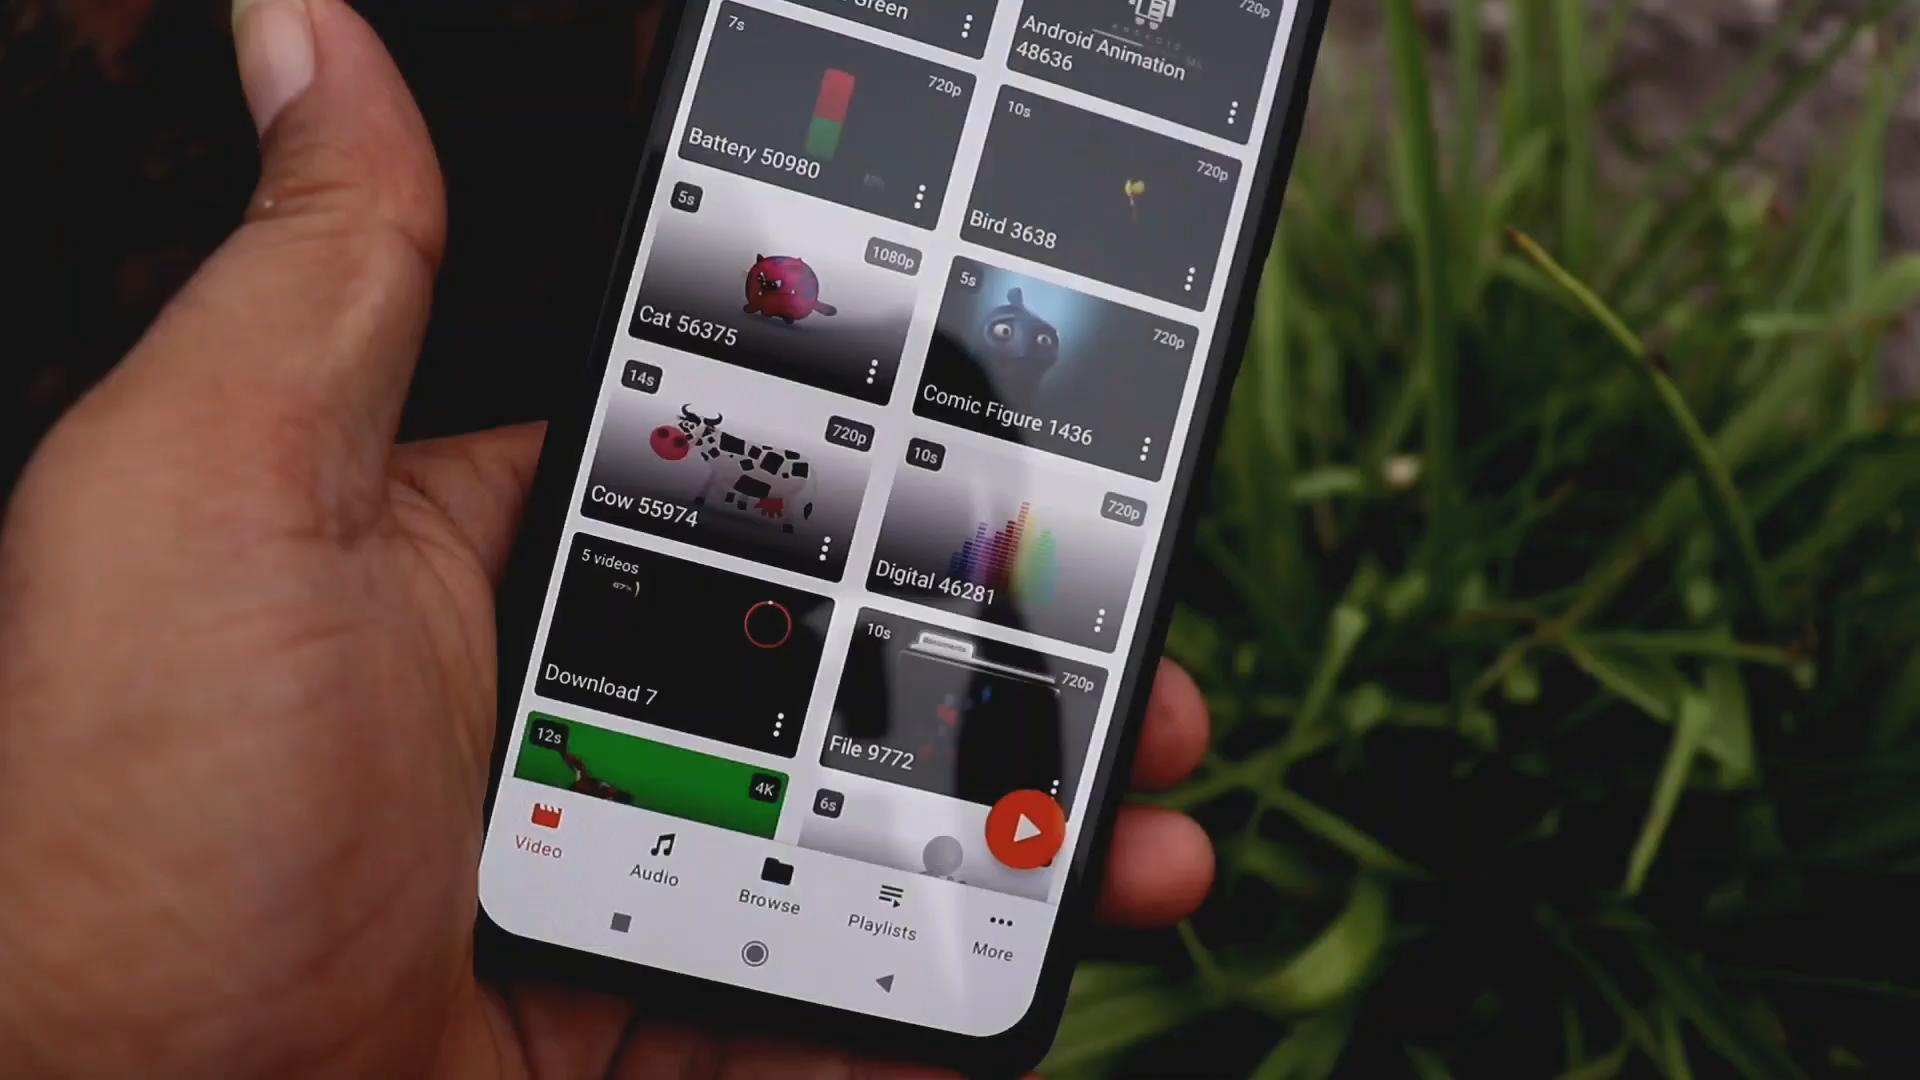 Green
720p
Android Animation
48636
7s
720p
Battery 50980
10s
720p
Bird 3638
5s
1080p
Cat 56375
5s
720p
Comic Figure 1436
14s
720p
Cow 55974
10s
720p
Digital 46281
5 videos
Download 7
10s
720p
File 9772
12s
4K
6s
Video
Audio
Browse
Playlists
More